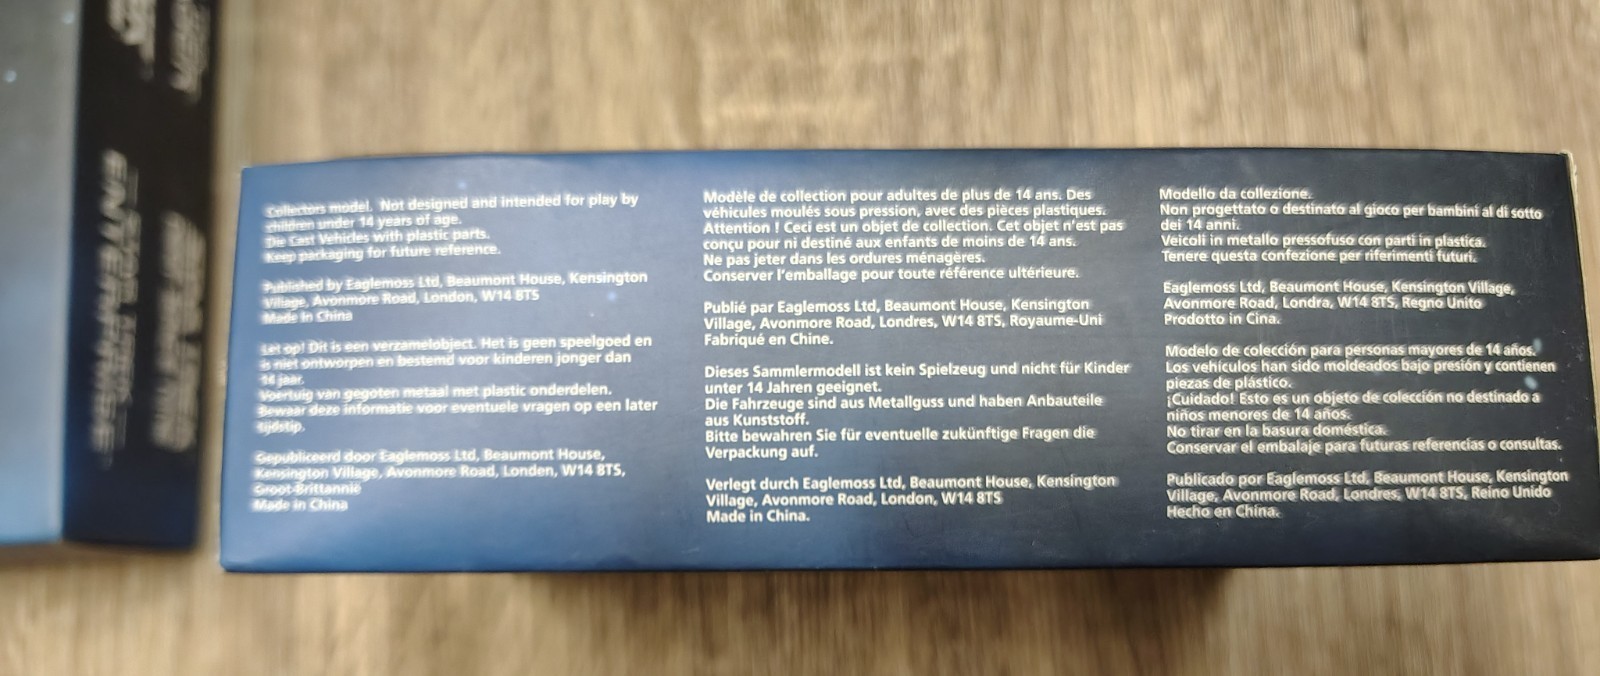 Collectors model. Not designed and intended for play by
children under 14 years of age.
Die Cast Vehicles with plastic parts.
Keep packaging for future reference.
Published by Eaglemoss Ltd, Beaumont House, Kensington
Village, Avonmore Road, London, W14 8TS
Made In China
Let op! Dit is een verzamelobject. Het is geen speelgoed en
is niet ontworpen en bestemd voor kinderen jonger dan
14 jaar.
Voertuig van gegoten metaal met plastic onderdelen.
Bewaar deze informatie voor eventuele vragen op een later
tijdstip.
Gepubliceerd door Eaglemoss Ltd, Beaumont House,
Kensington Village, Avonmore Road, Londen, W14 8TS,
Groot-Brittannië
Made in China
Modèle de collection pour adultes de plus de 14 ans. Des
véhicules moulés sous pression, avec des pièces plastiques.
Attention ! Ceci est un objet de collection. Cet objet n'est pas
conçu pour ni destiné aux enfants de moins de 14 ans.
Ne pas jeter dans les ordures ménagères.
Conserver l'emballage pour toute référence ultérieure.
Publié par Eaglemoss Ltd, Beaumont House, Kensington
Village, Avonmore Road, Londres, W14 8TS, Royaume-Uni
Fabriqué en Chine.
Dieses Sammlermodell ist kein Spielzeug und nicht für Kinder
unter 14 Jahren geeignet.
Die Fahrzeuge sind aus Metallguss und haben Anbauteile
aus Kunststoff.
Bitte bewahren Sie für eventuelle zukünftige Fragen die
Verpackung auf.
Verlegt durch Eaglemoss Ltd, Beaumont House, Kensington
Village, Avonmore Road, London, W14 8TS
Made in China.
Modello da collezione.
Non progettato o destinato al gioco per bambini al di sotto
dei 14 anni.
Veicoli in metallo pressofuso con parti in plastica.
Tenere questa confezione per riferimenti futuri.
Eaglemoss Ltd, Beaumont House, Kensington Village,
Avonmore Road, Londra, W14 8TS, Regno Unito
Prodotto in Cina.
Modelo de colección para personas mayores de 14 años.
Los vehículos han sido moldeados bajo presión y contienen
piezas de plástico.
¡Cuidado! Esto es un objeto de colección no destinado a
niños menores de 14 años.
No tirar en la basura doméstica.
Conservar el embalaje para futuras referencias o consultas.
Publicado por Eaglemoss Ltd, Beaumont House, Kensington
Village, Avonmore Road, Londres, W14 8TS, Reino Unido
Hecho en China.